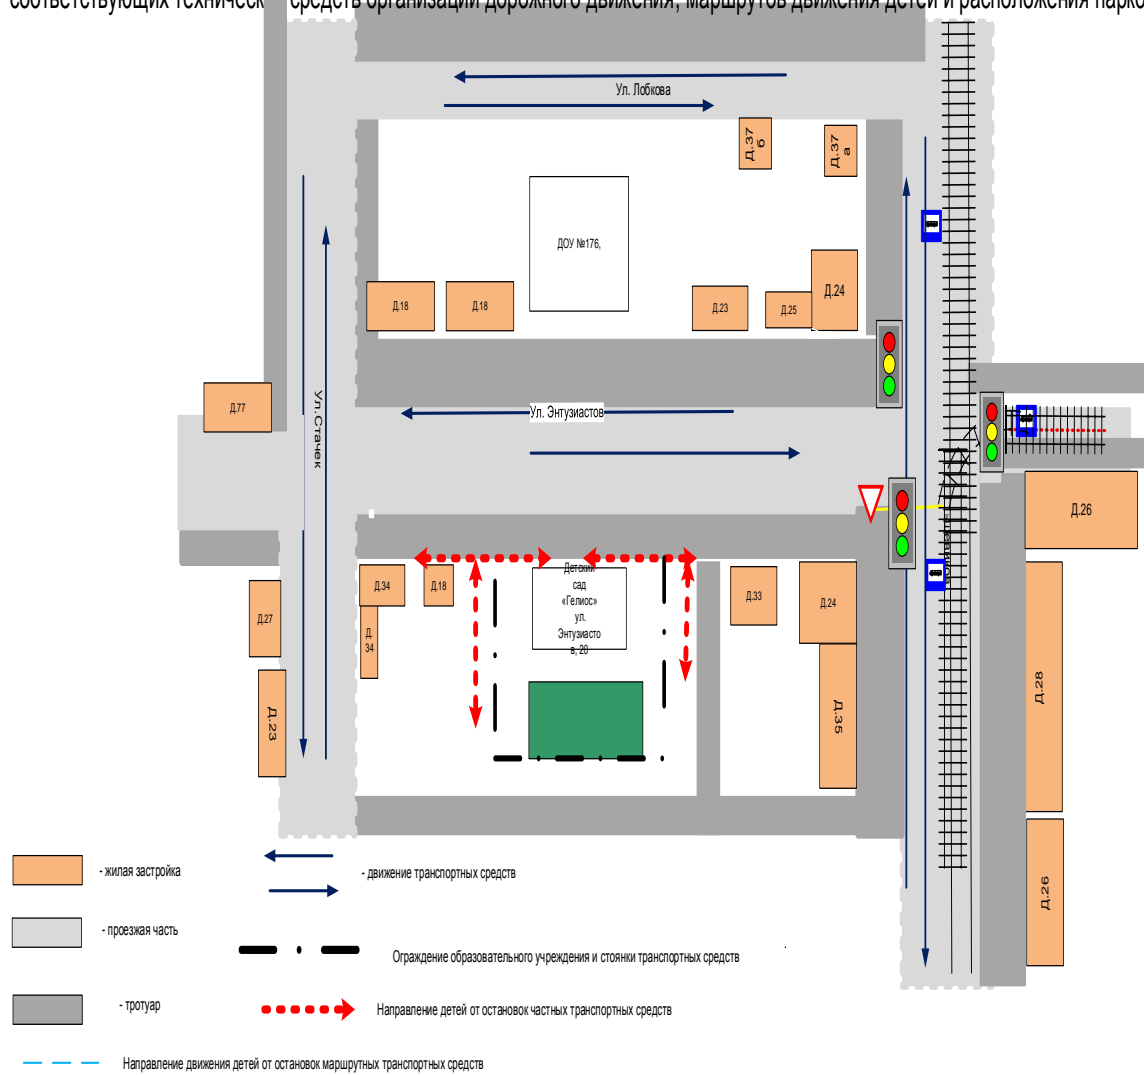 соответствующих техническ средств организации дорожного движения, маршрутов движения детей и расположения парко
Ул. Лобкова
Д.37 б
Д.37 а
ДОУ №176,
Д.18
Д.18
Д.23
Д.25
Д.24
Ул.Стачек
Д.77
Ул. Энтузиастов
Д.26
Д.34
Д.18
Детский
сад
«Гелиос»
ул.
Энтузиасто
в, 20
Д.33
Д.24
Д.27
Д.
34
Д.23
Д.35
Д.28
Д.26
- жилая застройка
- движение транспортных средств
- проезжая часть
Ограждение образовательного учреждения и стоянки транспортных средств
- тротуар
Направление детей от остановок частных транспортных средств
Направление движения детей от остановок маршрутных транспортных средств